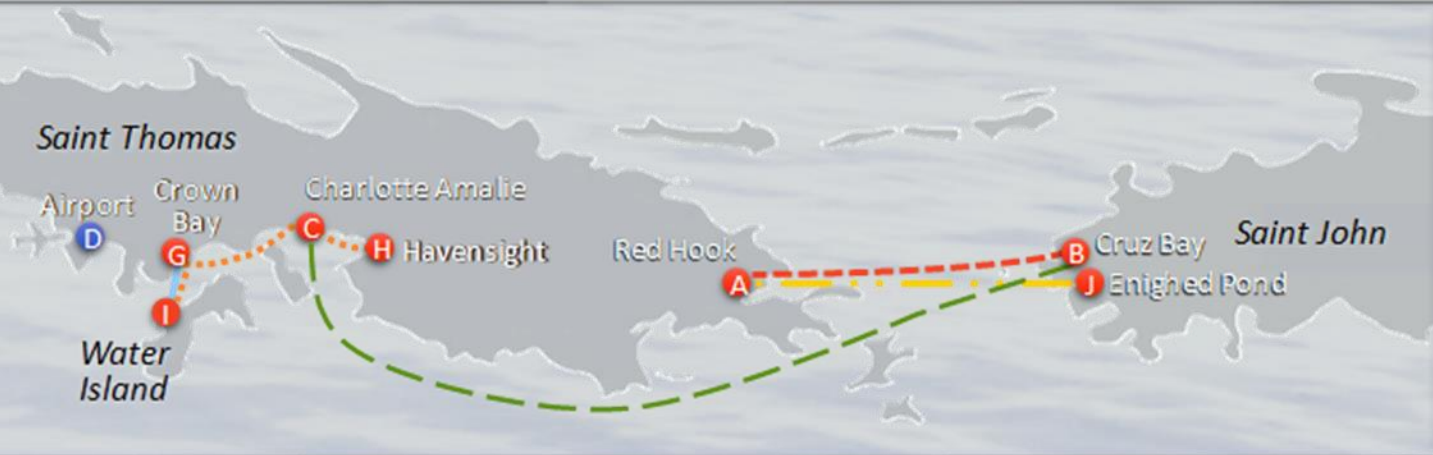 Saint Thomas
Airport
D
Crown
Bay
G
I
Water
Island
Charlotte Amalie
C
H Havensight
Red Hook
A
B Cruz Bay
J Enighed Pond
Saint John